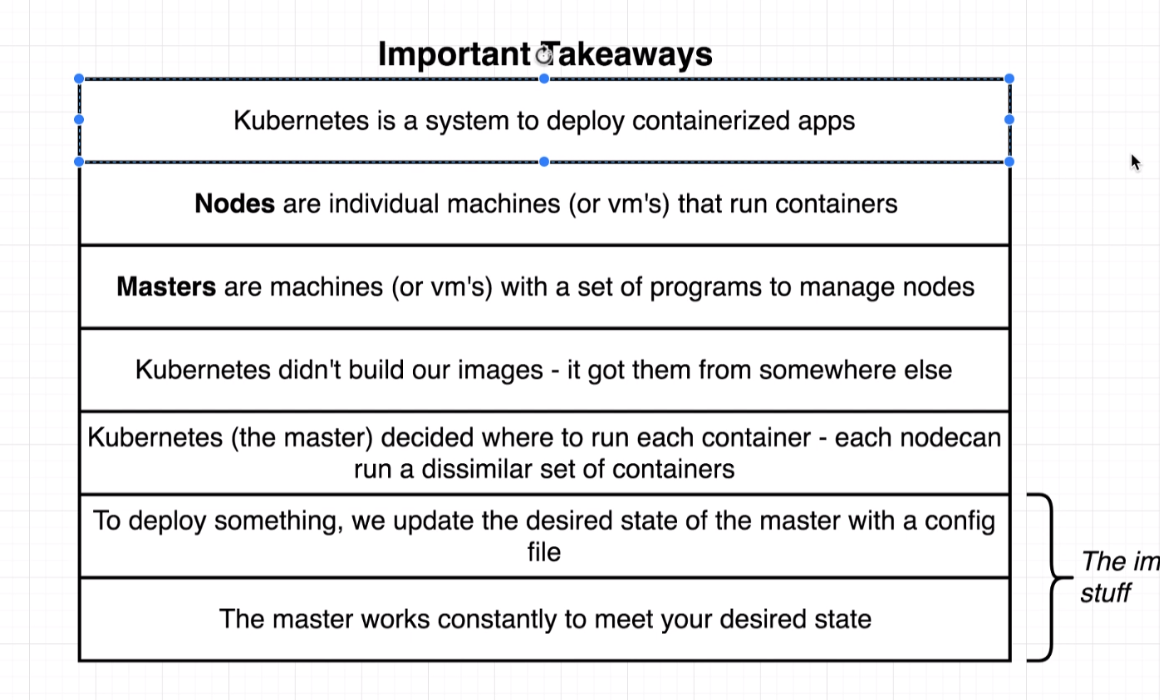 Important Takeaways
Kubernetes is a system to deploy containerized apps
Nodes are individual machines (or vm's) that run containers
Masters are machines (or vm's) with a set of programs to manage nodes
Kubernetes didn't build our images - it got them from somewhere else
Kubernetes (the master) decided where to run each container - each nodecan
run a dissimilar set of containers
To deploy something, we update the desired state of the master with a config
file
The master works constantly to meet your desired state
The im
stuff